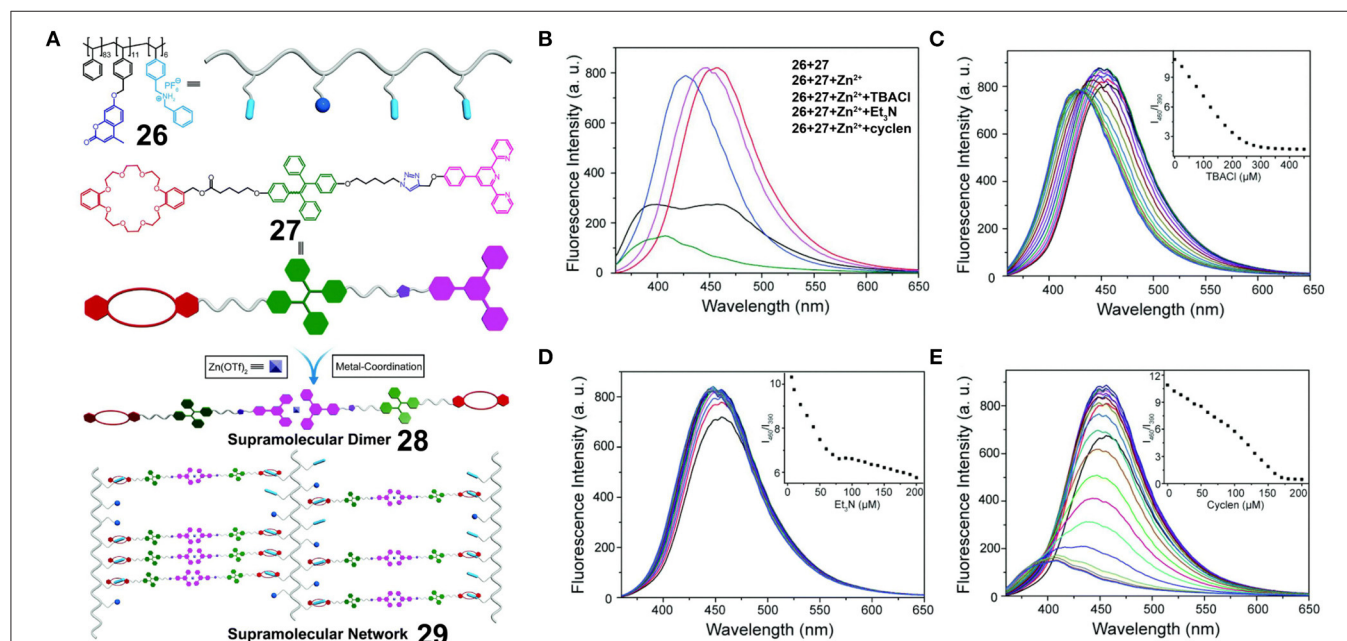 A
83
11
6
PF6⊖
⊕NH2
O
O
O
26
O
O
O
O
O
O
O
O
O
O
O
O
N=N
N
O
N
N
N
27
Zn(OTf)2
Metal-Coordination
Supramolecular Dimer 28
Supramolecular Network 29
B
Fluorescence Intensity (a. u.)
800
600
400
200
0
26+27
26+27+Zn2+
26+27+Zn2++TBACl
26+27+Zn2++Et3N
26+27+Zn2++cyclen
400 450 500 550 600 650
Wavelength (nm)
C
Fluorescence Intensity (a. u.)
800
600
400
200
0
I460/I390
9
6
3
0 100 200 300 400
TBACl (µM)
400 450 500 550 600 650
Wavelength (nm)
D
Fluorescence Intensity (a. u.)
800
600
400
200
0
I460/I390
10
8
6
0 50 100 150 200
Et3N (µM)
400 450 500 550 600 650
Wavelength (nm)
E
Fluorescence Intensity (a. u.)
1000
800
600
400
200
0
I460/I390
12
9
6
3
0
0 50 100 150 200
Cyclen (µM)
400 450 500 550 600 650
Wavelength (nm)